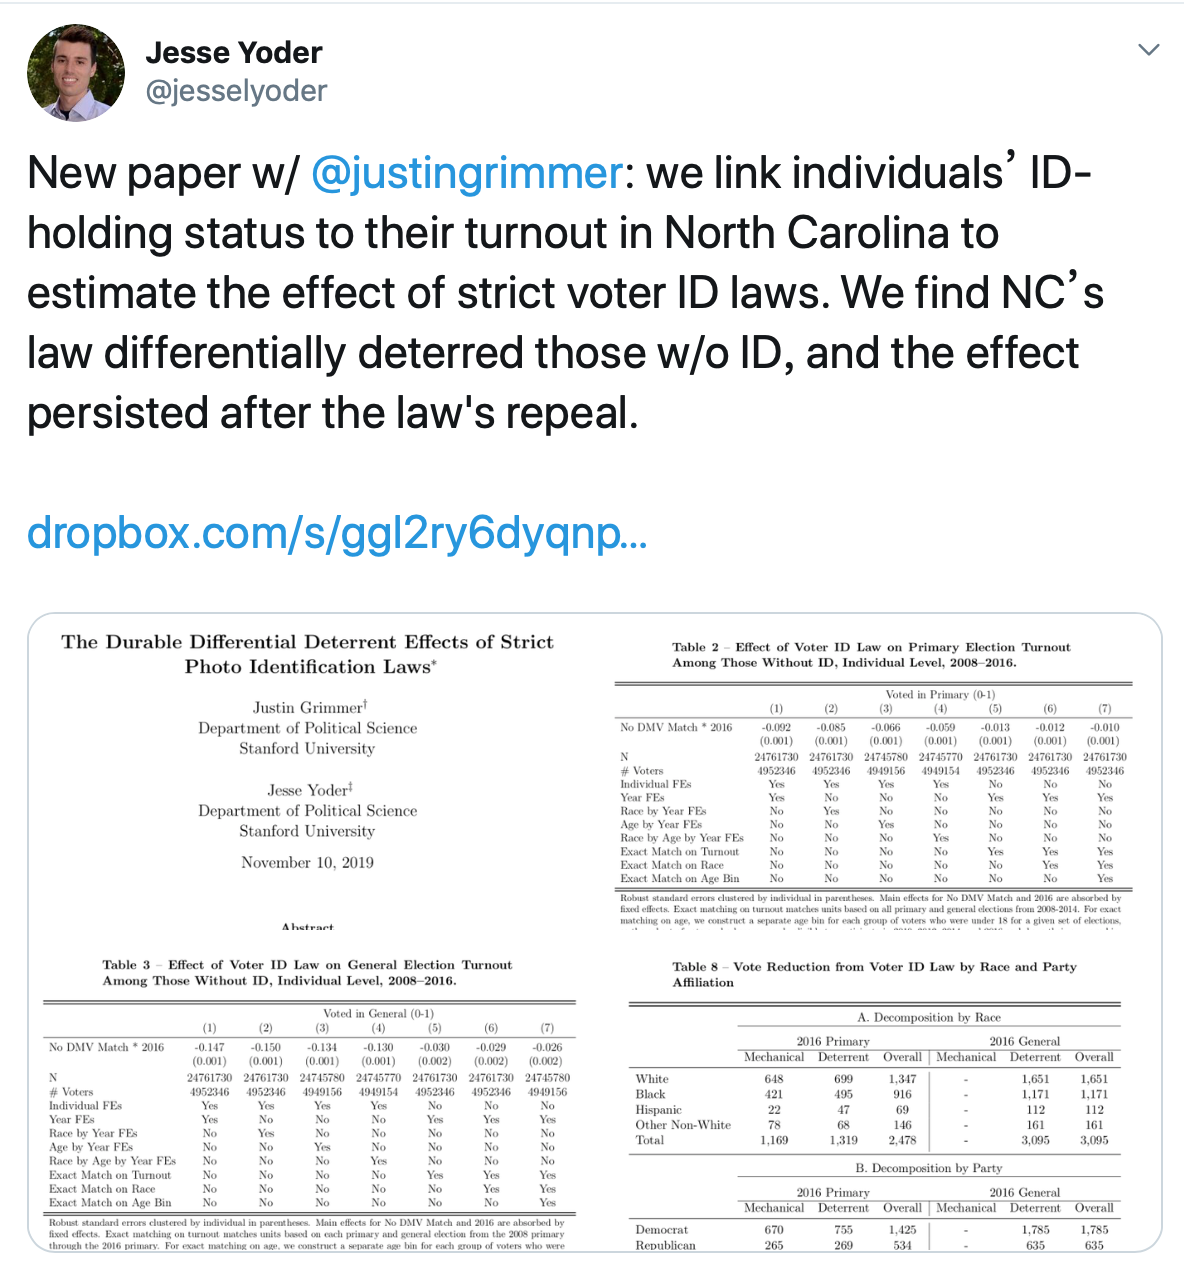 Jesse Yoder
@jesselyoder
New paper w/ @justingrimmer: we link individuals’ ID-
holding status to their turnout in North Carolina to
estimate the effect of strict voter ID laws. We find NC’s
law differentially deterred those w/o ID, and the effect
persisted after the law's repeal.
dropbox.com/s/ggl2ry6dyqnp...
The Durable Differential Deterrent Effects of Strict
Photo Identification Laws*
Justin Grimmer†
Department of Political Science
Stanford University
Jesse Yoder‡
Department of Political Science
Stanford University
November 10, 2019
Abstract
Table 2 – Effect of Voter ID Law on Primary Election Turnout
Among Those Without ID, Individual Level, 2008–2016.
Voted in Primary (0-1)
(1) (2) (3) (4) (5) (6) (7)
No DMV Match * 2016 -0.092 -0.085 -0.066 -0.059 -0.013 -0.012 -0.010
(0.001) (0.001) (0.001) (0.001) (0.001) (0.001) (0.001)
N 24761730 24761730 24745780 24745770 24761730 24761730 24761730
# Voters 4952346 4952346 4949156 4949154 4952346 4952346 4952346
Individual FEs Yes Yes Yes Yes No No No
Year FEs Yes No No No Yes Yes Yes
Race by Year FEs No Yes No No No No No
Age by Year FEs No No Yes No No No No
Race by Age by Year FEs No No No Yes No No No
Exact Match on Turnout No No No No Yes Yes Yes
Exact Match on Race No No No No No Yes Yes
Exact Match on Age Bin No No No No No No Yes
Robust standard errors clustered by individual in parentheses. Main effects for No DMV Match and 2016 are absorbed by
fixed effects. Exact matching on turnout matches units based on all primary and general elections from 2008-2014. For exact
matching on age, we construct a separate age bin for each group of voters who were under 18 for a given set of elections,
Table 3 – Effect of Voter ID Law on General Election Turnout
Among Those Without ID, Individual Level, 2008–2016.
Voted in General (0-1)
(1) (2) (3) (4) (5) (6) (7)
No DMV Match * 2016 -0.147 -0.150 -0.134 -0.130 -0.030 -0.029 -0.026
(0.001) (0.001) (0.001) (0.001) (0.002) (0.002) (0.002)
N 24761730 24761730 24745780 24745770 24761730 24761730 24745780
# Voters 4952346 4952346 4949156 4949154 4952346 4952346 4949156
Individual FEs Yes Yes Yes Yes No No No
Year FEs Yes No No No Yes Yes Yes
Race by Year FEs No Yes No No No No No
Age by Year FEs No No Yes No No No No
Race by Age by Year FEs No No No Yes No No No
Exact Match on Turnout No No No No Yes Yes Yes
Exact Match on Race No No No No No Yes Yes
Exact Match on Age Bin No No No No No No Yes
Robust standard errors clustered by individual in parentheses. Main effects for No DMV Match and 2016 are absorbed by
fixed effects. Exact matching on turnout matches units based on each primary and general election from the 2008 primary
through the 2016 primary. For exact matching on age, we construct a separate age bin for each group of voters who were
Table 8 – Vote Reduction from Voter ID Law by Race and Party
Affiliation
A. Decomposition by Race
2016 Primary 2016 General
Mechanical Deterrent Overall Mechanical Deterrent Overall
White 648 699 1,347 - 1,651 1,651
Black 421 495 916 - 1,171 1,171
Hispanic 22 47 69 - 112 112
Other Non-White 78 68 146 - 161 161
Total 1,169 1,319 2,478 - 3,095 3,095
B. Decomposition by Party
2016 Primary 2016 General
Mechanical Deterrent Overall Mechanical Deterrent Overall
Democrat 670 755 1,425 - 1,785 1,785
Republican 265 269 534 - 635 635